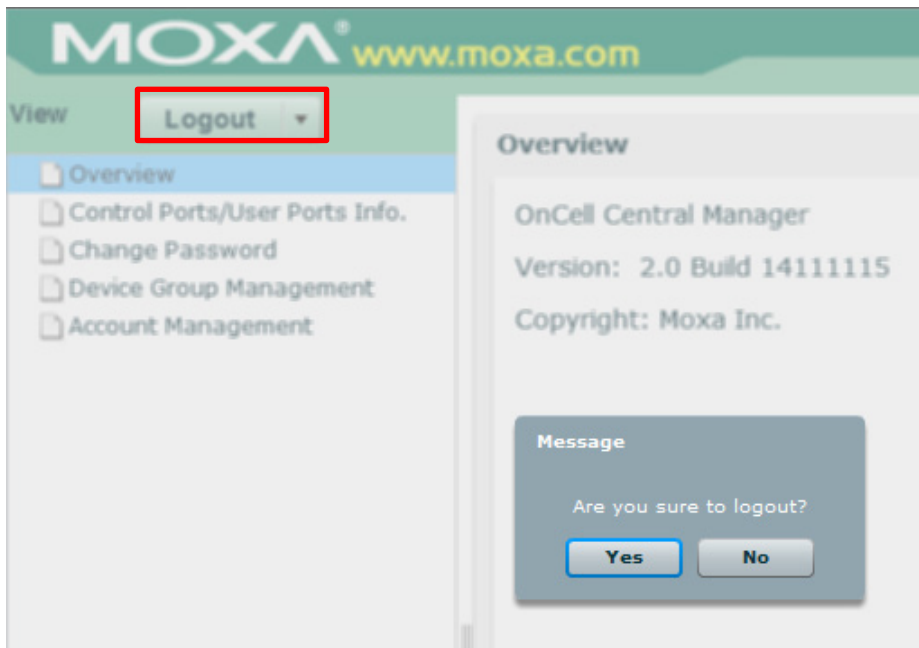 MOXA® www.moxa.com
View Logout
Overview
Control Ports/User Ports Info.
Change Password
Device Group Management
Account Management
Overview
OnCell Central Manager
Version: 2.0 Build 14111115
Copyright: Moxa Inc.
Message
Are you sure to logout?
Yes No